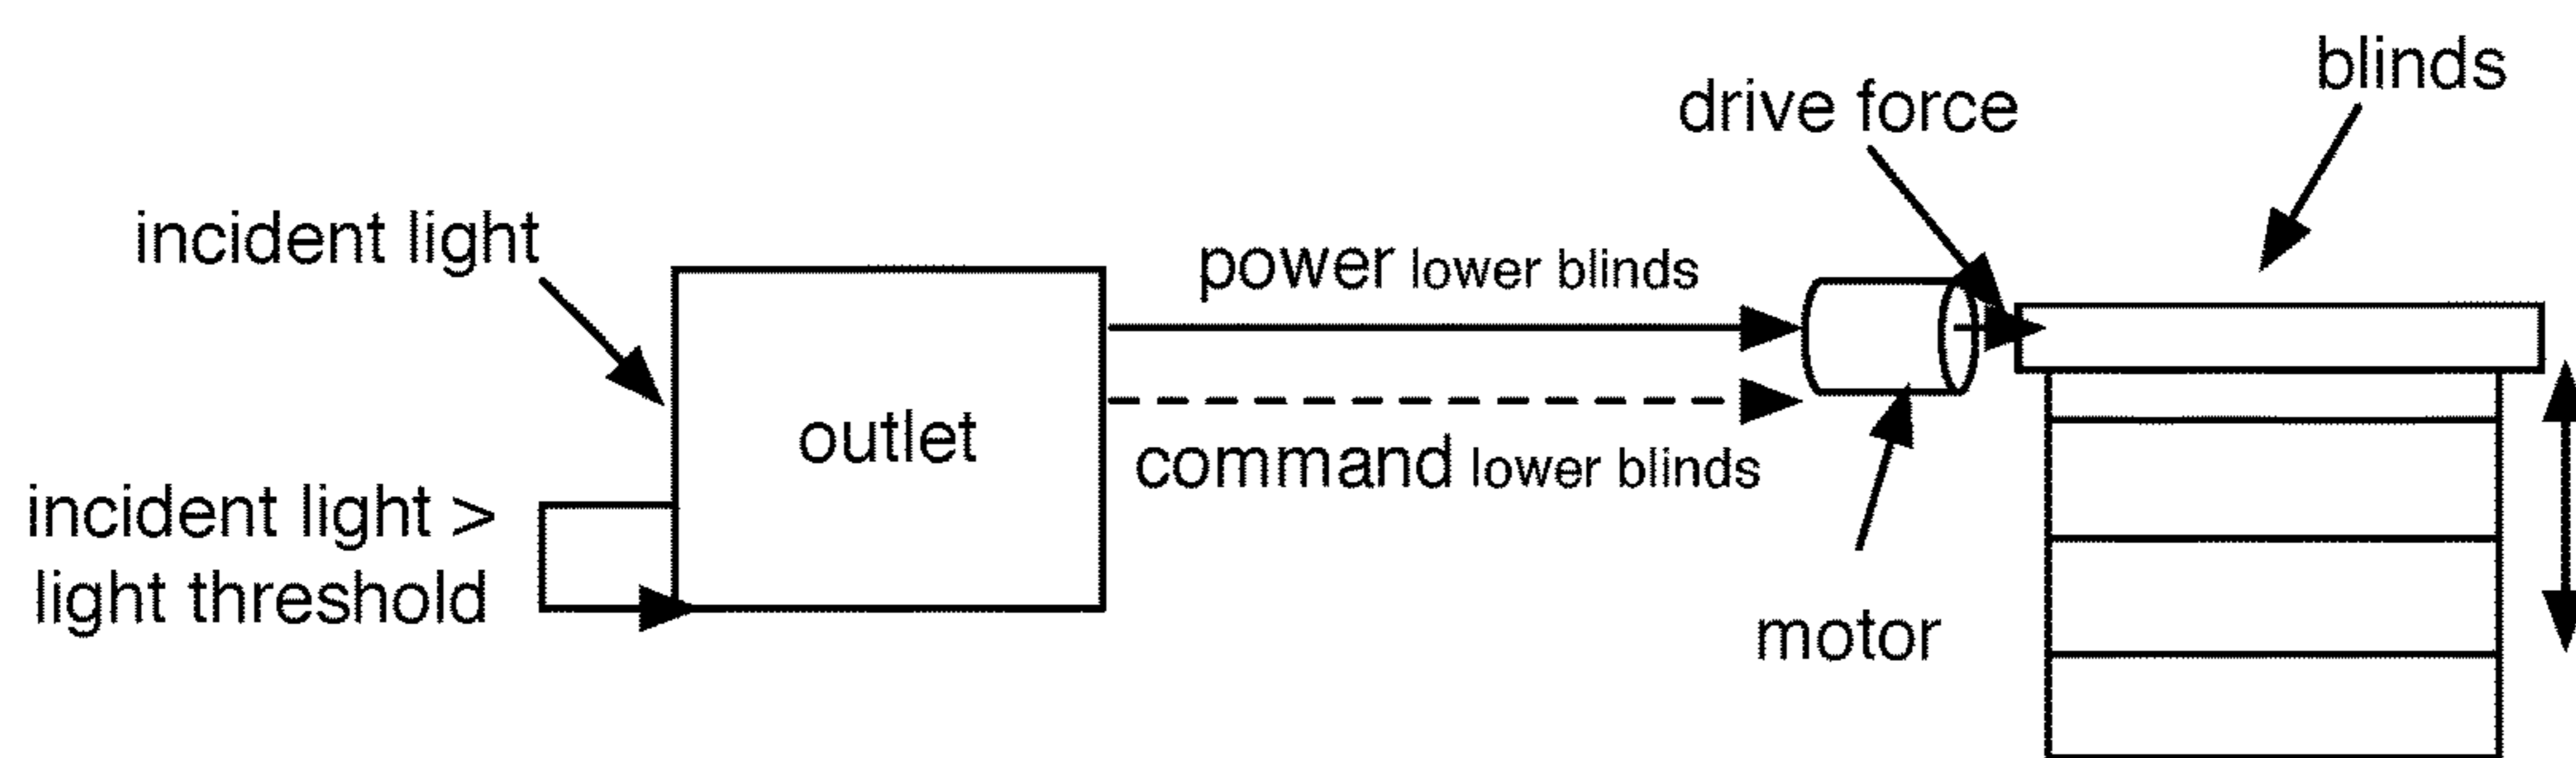 blinds
drive force
incident light
power lower blinds
outlet
command lower blinds
incident light >
light threshold
motor